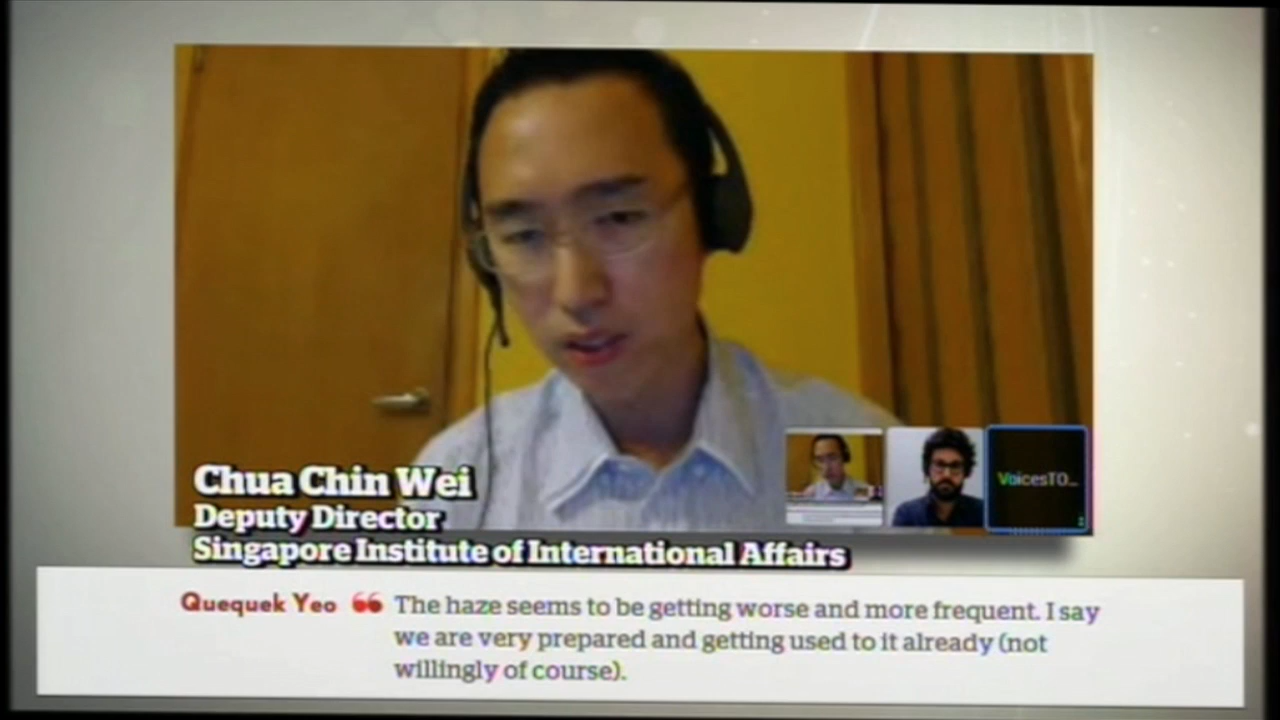 VoicesTO...
Chua Chin Wei
Deputy Director
Singapore Institute of International Affairs
Quequek Yeo “ The haze seems to be getting worse and more frequent. I say
we are very prepared and getting used to it already (not
willingly of course).